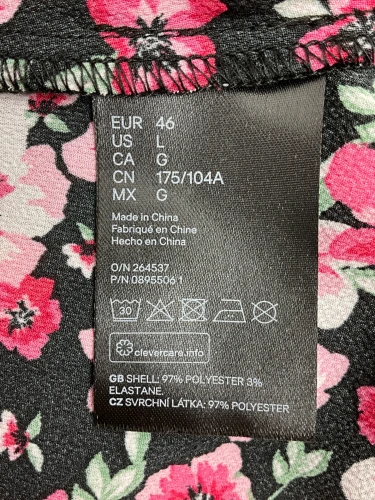 EUR 46
US L
CA G
CN 175/104A
MX G
Made in China
Fabriqué en Chine
Hecho en China
O/N 264537
P/N 0895506 1
30
clevercare.info
GB SHELL: 97% POLYESTER 3%
ELASTANE.
CZ SVRCHNÍ LÁTKA: 97% POLYESTER